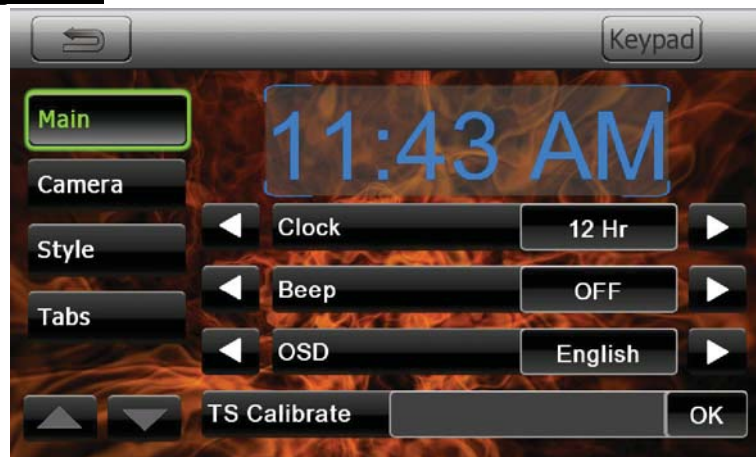 Keypad
Main
11:43 AM
Camera
Clock 12 Hr
Style
Beep OFF
Tabs
OSD English
TS Calibrate OK